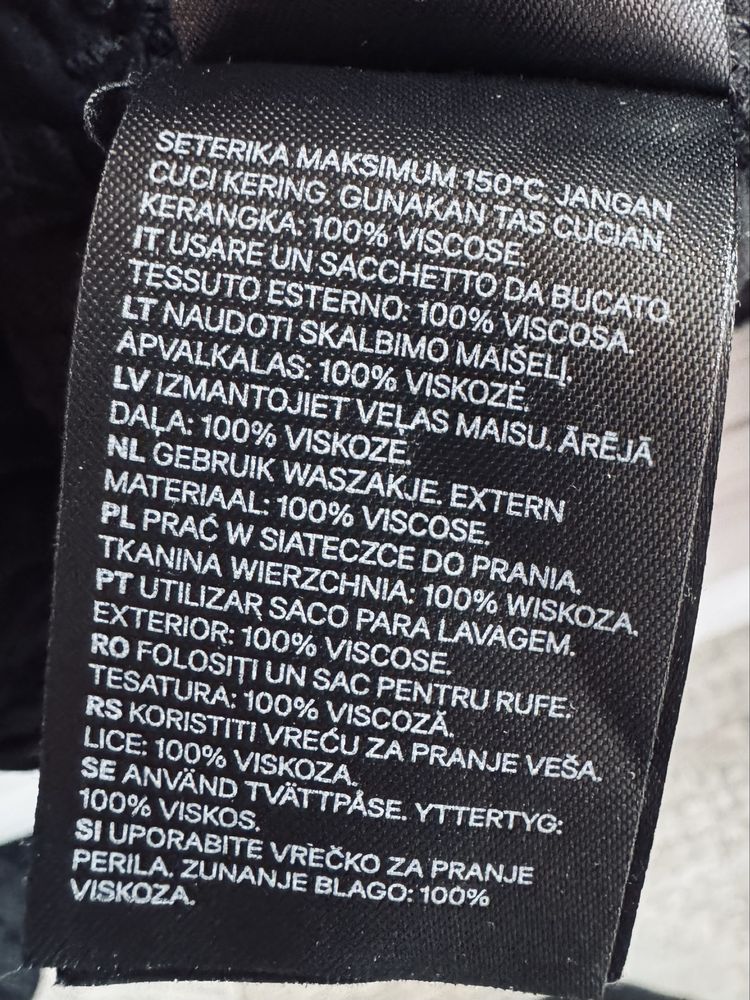 SETERIKA MAKSIMUM 150°C. JANGAN
CUCI KERING. GUNAKAN TAS CUCIAN.
KERANGKA: 100% VISCOSE.
IT USARE UN SACCHETTO DA BUCATO.
TESSUTO ESTERNO: 100% VISCOSA.
LT NAUDOTI SKALBIMO MAIŠELĮ.
APVALKALAS: 100% VISKOZĖ.
LV IZMANTOJIET VEĻAS MAISU. ĀRĒJĀ
DAĻA: 100% VISKOZE.
NL GEBRUIK WASZAKJE. EXTERN
MATERIAAL: 100% VISCOSE.
PL PRAĆ W SIATECZCE DO PRANIA.
TKANINA WIERZCHNIA: 100% WISKOZA.
PT UTILIZAR SACO PARA LAVAGEM.
EXTERIOR: 100% VISCOSE.
RO FOLOSIȚI UN SAC PENTRU RUFE.
TESATURA: 100% VISCOZĂ.
RS KORISTITI VREĆU ZA PRANJE VEŠA.
LICE: 100% VISKOZA.
SE ANVÄND TVÄTTPÅSE. YTTERTYG:
100% VISKOS.
SI UPORABITE VREČKO ZA PRANJE
PERILA. ZUNANJE BLAGO: 100%
VISKOZA.